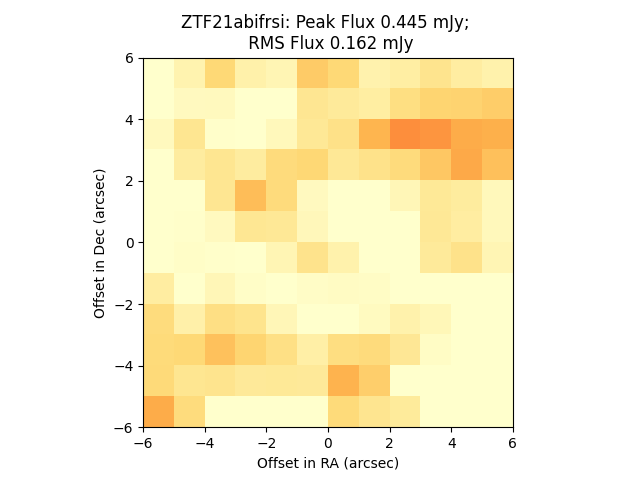 ZTF21abifrsi: Peak Flux 0.445 mJy;
RMS Flux 0.162 mJy
6
4
2
0
−2
−4
−6
Offset in Dec (arcsec)
−6 −4 −2 0 2 4 6
Offset in RA (arcsec)